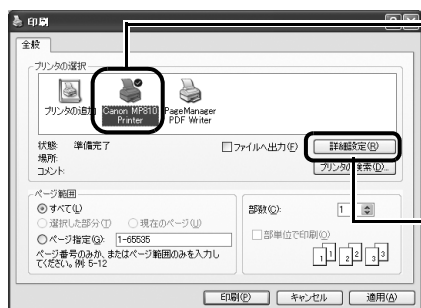 印刷
全般
プリンタの選択
プリンタの追加
Canon MP810 Printer
PageManager PDF Writer
状態: 準備完了
場所:
コメント:
ファイルへ出力(F)
詳細設定(R)
プリンタの検索(D)...
ページ範囲
すべて(L)
選択した部分(T)
現在のページ(U)
ページ指定(G): 1-65535
ページ番号のみか、またはページ範囲のみを入力し
てください。例: 5-12
部数(C): 1
部単位で印刷(O)
1 1 2 2 3 3
印刷(P)
キャンセル
適用(A)